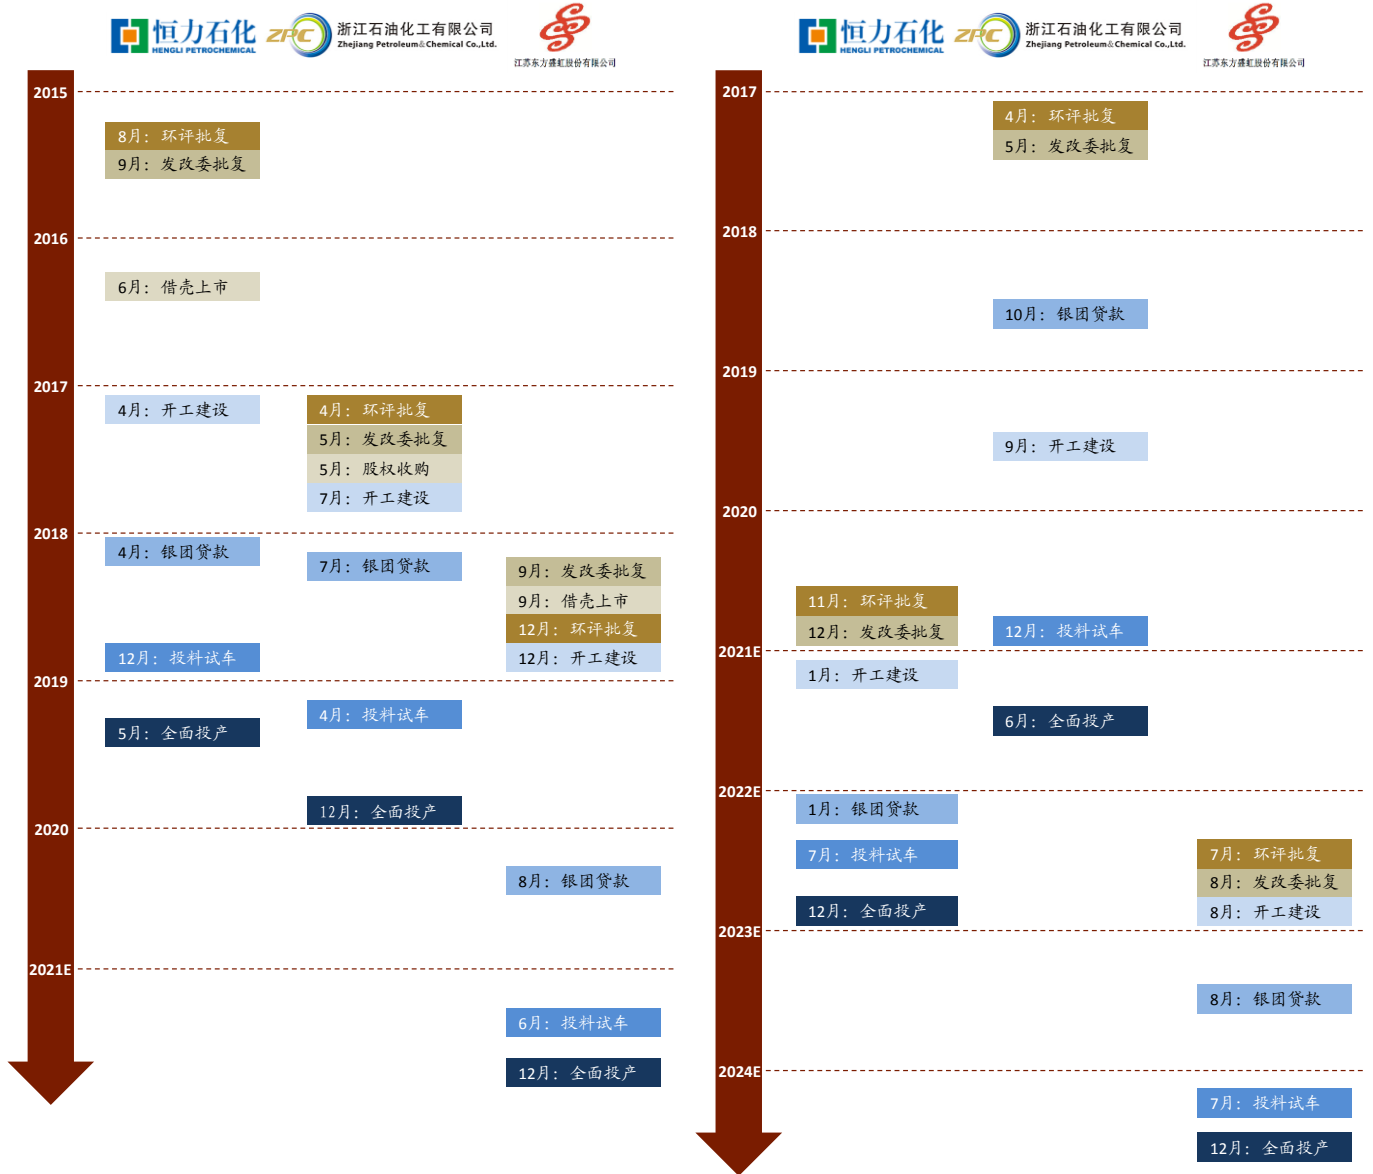 恒力石化
HENGLI PETROCHEMICAL
ZPC
浙江石油化工有限公司
Zhejiang Petroleum&Chemical Co.,Ltd.
江苏东方盛虹股份有限公司
2015
8月：环评批复
9月：发改委批复
2016
6月：借壳上市
2017
4月：开工建设
4月：环评批复
5月：发改委批复
5月：股权收购
7月：开工建设
2018
4月：银团贷款
7月：银团贷款
9月：发改委批复
9月：借壳上市
12月：环评批复
12月：投料试车
12月：开工建设
2019
4月：投料试车
5月：全面投产
12月：全面投产
2020
8月：银团贷款
2021E
6月：投料试车
12月：全面投产
恒力石化
HENGLI PETROCHEMICAL
ZPC
浙江石油化工有限公司
Zhejiang Petroleum&Chemical Co.,Ltd.
江苏东方盛虹股份有限公司
2017
4月：环评批复
5月：发改委批复
2018
10月：银团贷款
2019
9月：开工建设
2020
11月：环评批复
12月：发改委批复
12月：投料试车
2021E
1月：开工建设
6月：全面投产
2022E
1月：银团贷款
7月：投料试车
7月：环评批复
8月：发改委批复
12月：全面投产
8月：开工建设
2023E
8月：银团贷款
2024E
7月：投料试车
12月：全面投产